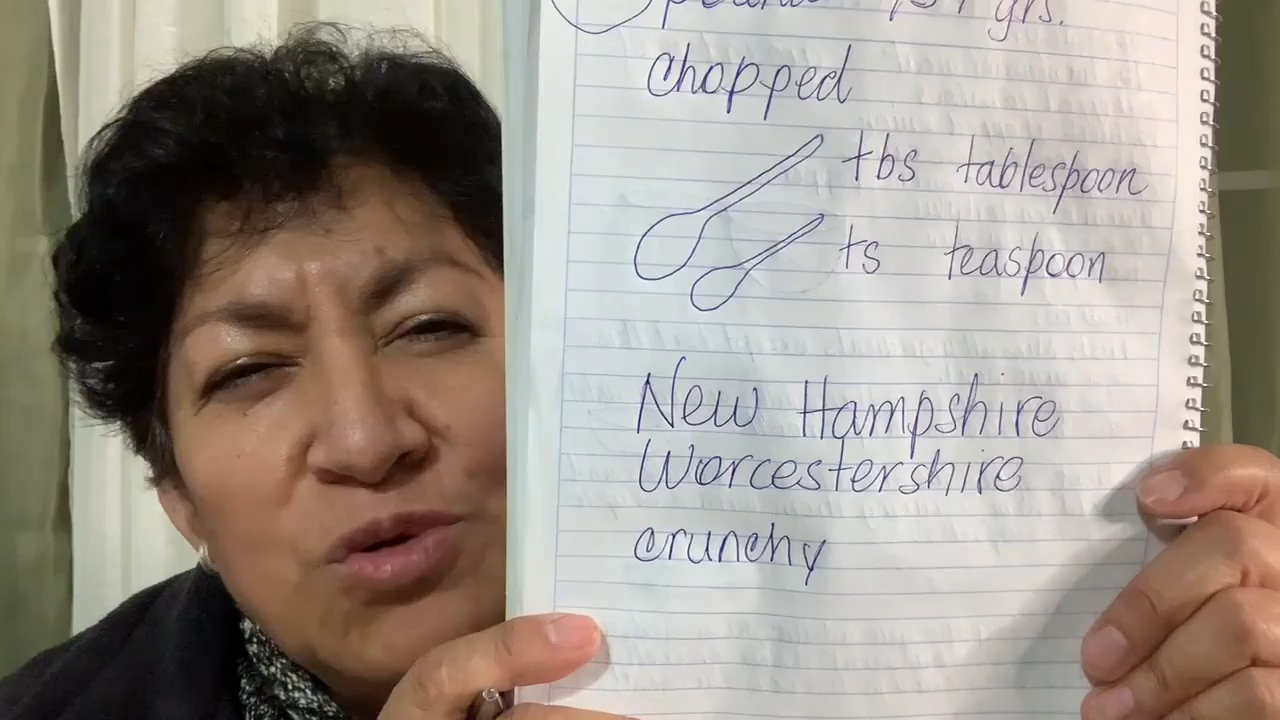 chopped
tbs tablespoon
ts teaspoon
New Hampshire
Worcestershire
crunchy